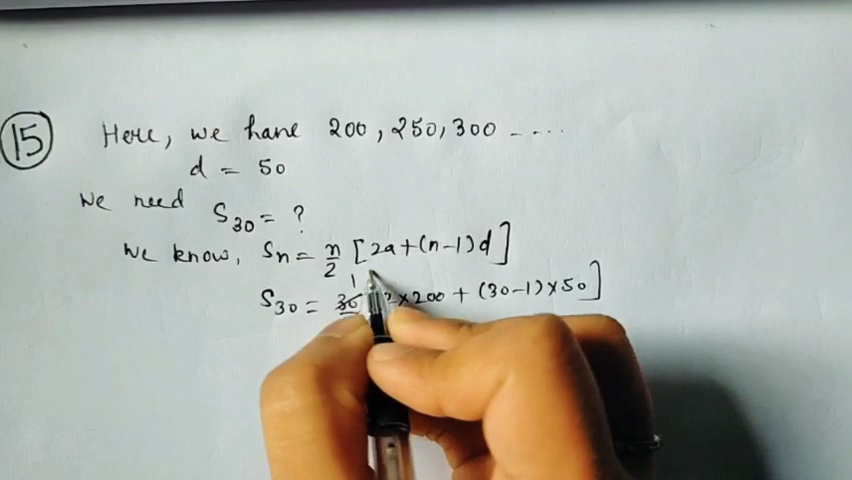 15 Here, we have 200, 250, 300 - ....
d = 50
we need S30 = ?
we know, Sn = n/2 [2a+(n-1)d]
S30 = 30 2×200 + (30-1)×50]
1